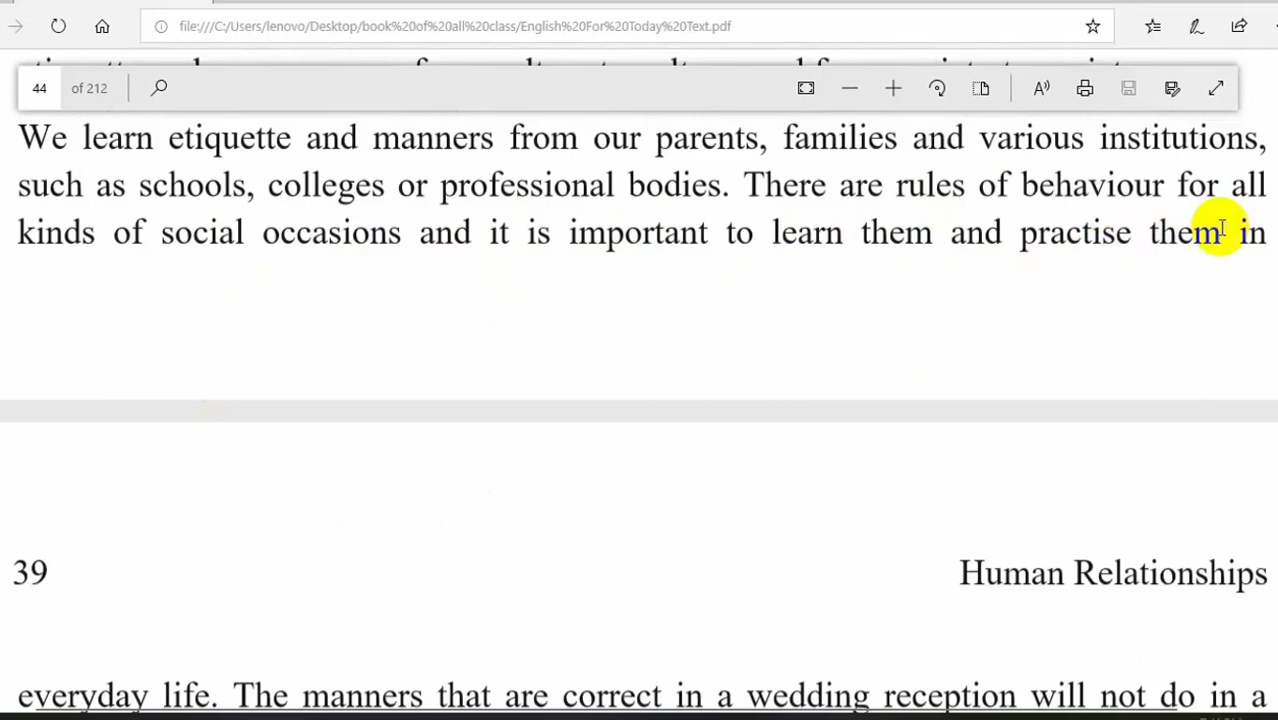 file:///C:/Users/lenovo/Desktop/book%20of%20all%20class/English%20For%20Today%20Text.pdf
44 of 212
We learn etiquette and manners from our parents, families and various institutions,
such as schools, colleges or professional bodies. There are rules of behaviour for all
kinds of social occasions and it is important to learn them and practise them in
39 Human Relationships
everyday life. The manners that are correct in a wedding reception will not do in a